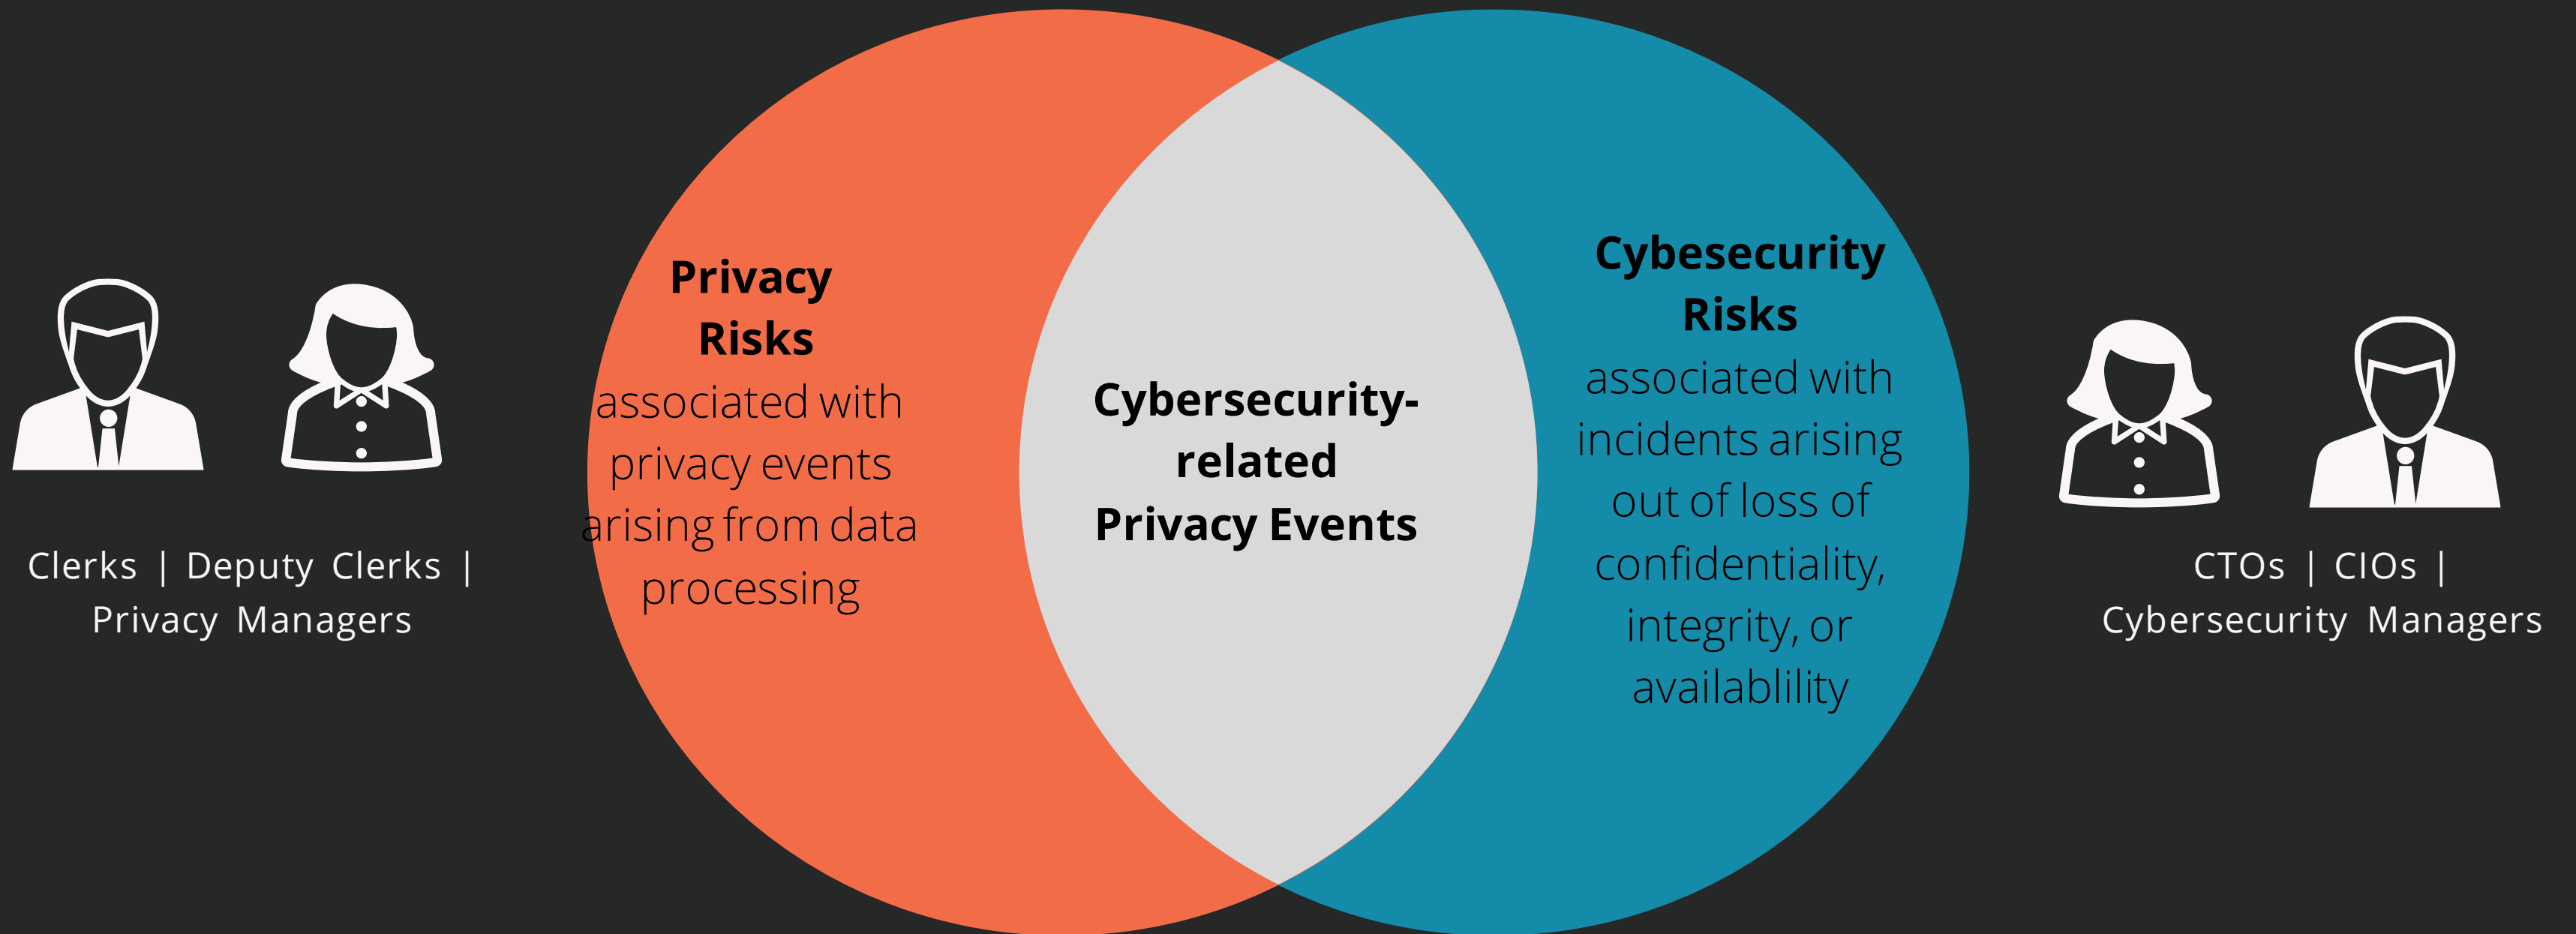 Privacy
Risks
associated with
privacy events
arising from data
processing
Cybersecurity-
related
Privacy Events
Cybesecurity
Risks
associated with
incidents arising
out of loss of
confidentiality,
integrity, or
availablility
Clerks | Deputy Clerks |
Privacy Managers
CTOs | CIOs |
Cybersecurity Managers